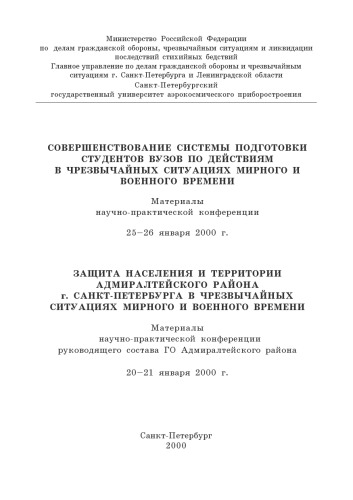 Министерство Российской Федерации
по делам гражданской обороны, чрезвычайным ситуациям и ликвидации
последствий стихийных бедствий
Главное управление по делам гражданской обороны и чрезвычайным
ситуациям г. Санкт-Петербурга и Ленинградской области
Санкт-Петербургский
государственный университет аэрокосмического приборостроения
СОВЕРШЕНСТВОВАНИЕ СИСТЕМЫ ПОДГОТОВКИ
СТУДЕНТОВ ВУЗОВ ПО ДЕЙСТВИЯМ
В ЧРЕЗВЫЧАЙНЫХ СИТУАЦИЯХ МИРНОГО И
ВОЕННОГО ВРЕМЕНИ
Материалы
научно-практической конференции
25–26 января 2000 г.
ЗАЩИТА НАСЕЛЕНИЯ И ТЕРРИТОРИИ
АДМИРАЛТЕЙСКОГО РАЙОНА
г. САНКТ-ПЕТЕРБУРГА В ЧРЕЗВЫЧАЙНЫХ
СИТУАЦИЯХ МИРНОГО И ВОЕННОГО ВРЕМЕНИ
Материалы
научно-практической конференции
руководящего состава ГО Адмиралтейского района
20–21 января 2000 г.
Санкт-Петербург
2000